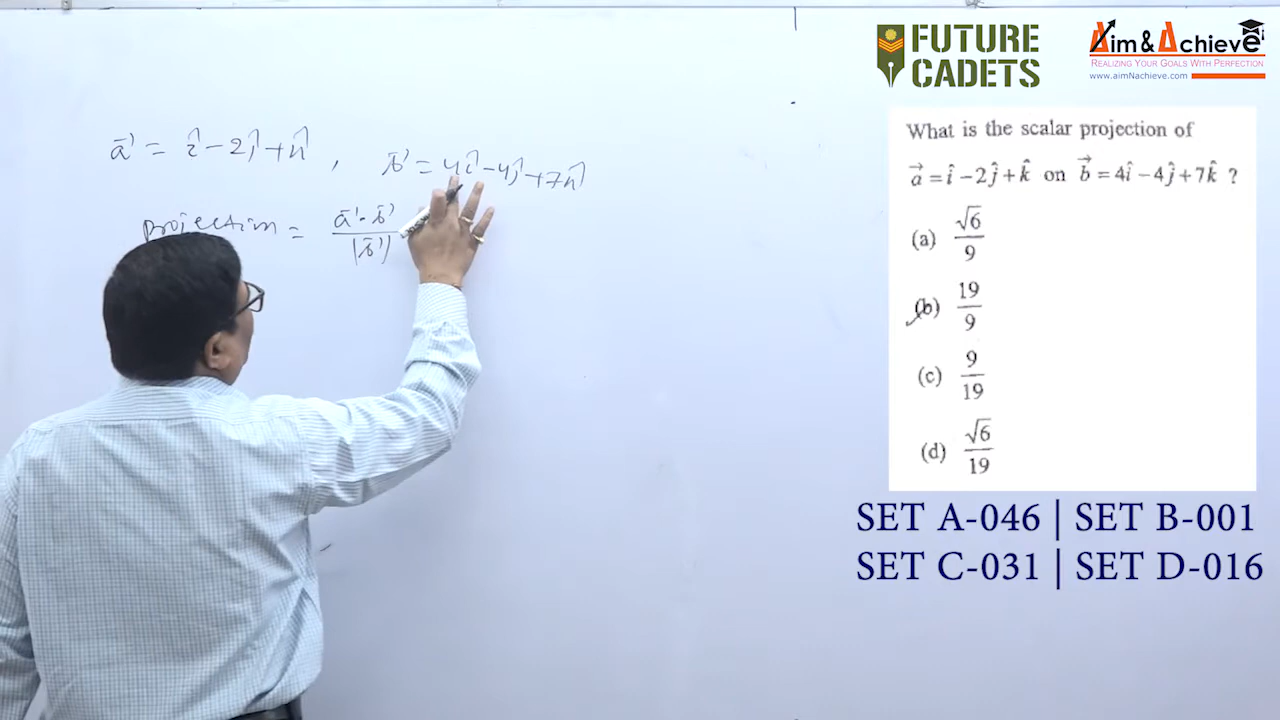 FUTURE
CADETS
Aim & Achieve
REALIZING YOUR GOALS WITH PERFECTION
www.aimNachieve.com
a⃗ = î − 2ĵ + k̂ , b⃗ = 4î − 4ĵ + 7k̂
Projection = a⃗ · b⃗ / |b⃗|
What is the scalar projection of
a⃗ = î − 2ĵ + k̂ on b⃗ = 4î − 4ĵ + 7k̂ ?
(a) √6/9
(b) 19/9
(c) 9/19
(d) √6/19
SET A-046 | SET B-001
SET C-031 | SET D-016